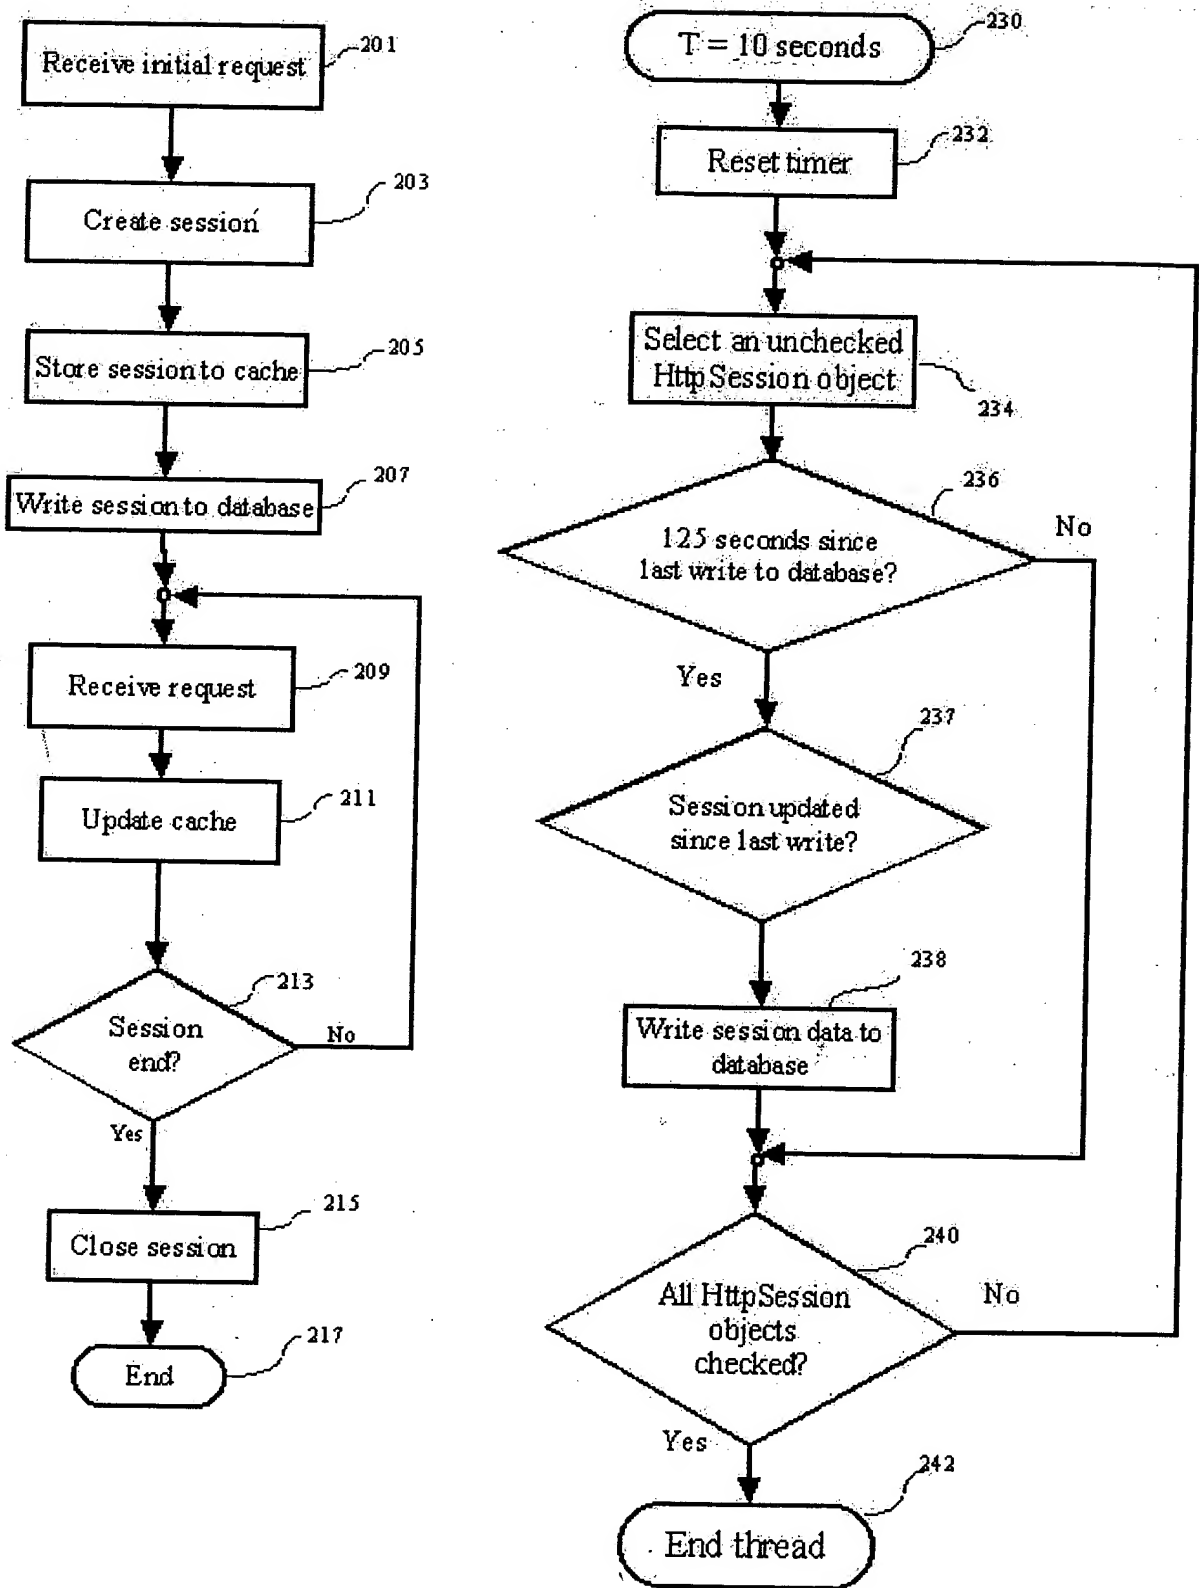 Receive initial request
201
Create session
203
Store session to cache
205
Write session to database
207
Receive request
209
Update cache
211
Session
end?
213
No
Yes
Close session
215
End
217
T = 10 seconds
230
Reset timer
232
Select an unchecked
HttpSession object
234
125 seconds since
last write to database?
236
No
Yes
Session updated
since last write?
237
Write session data to
database
238
All HttpSession
objects
checked?
240
No
Yes
End thread
242